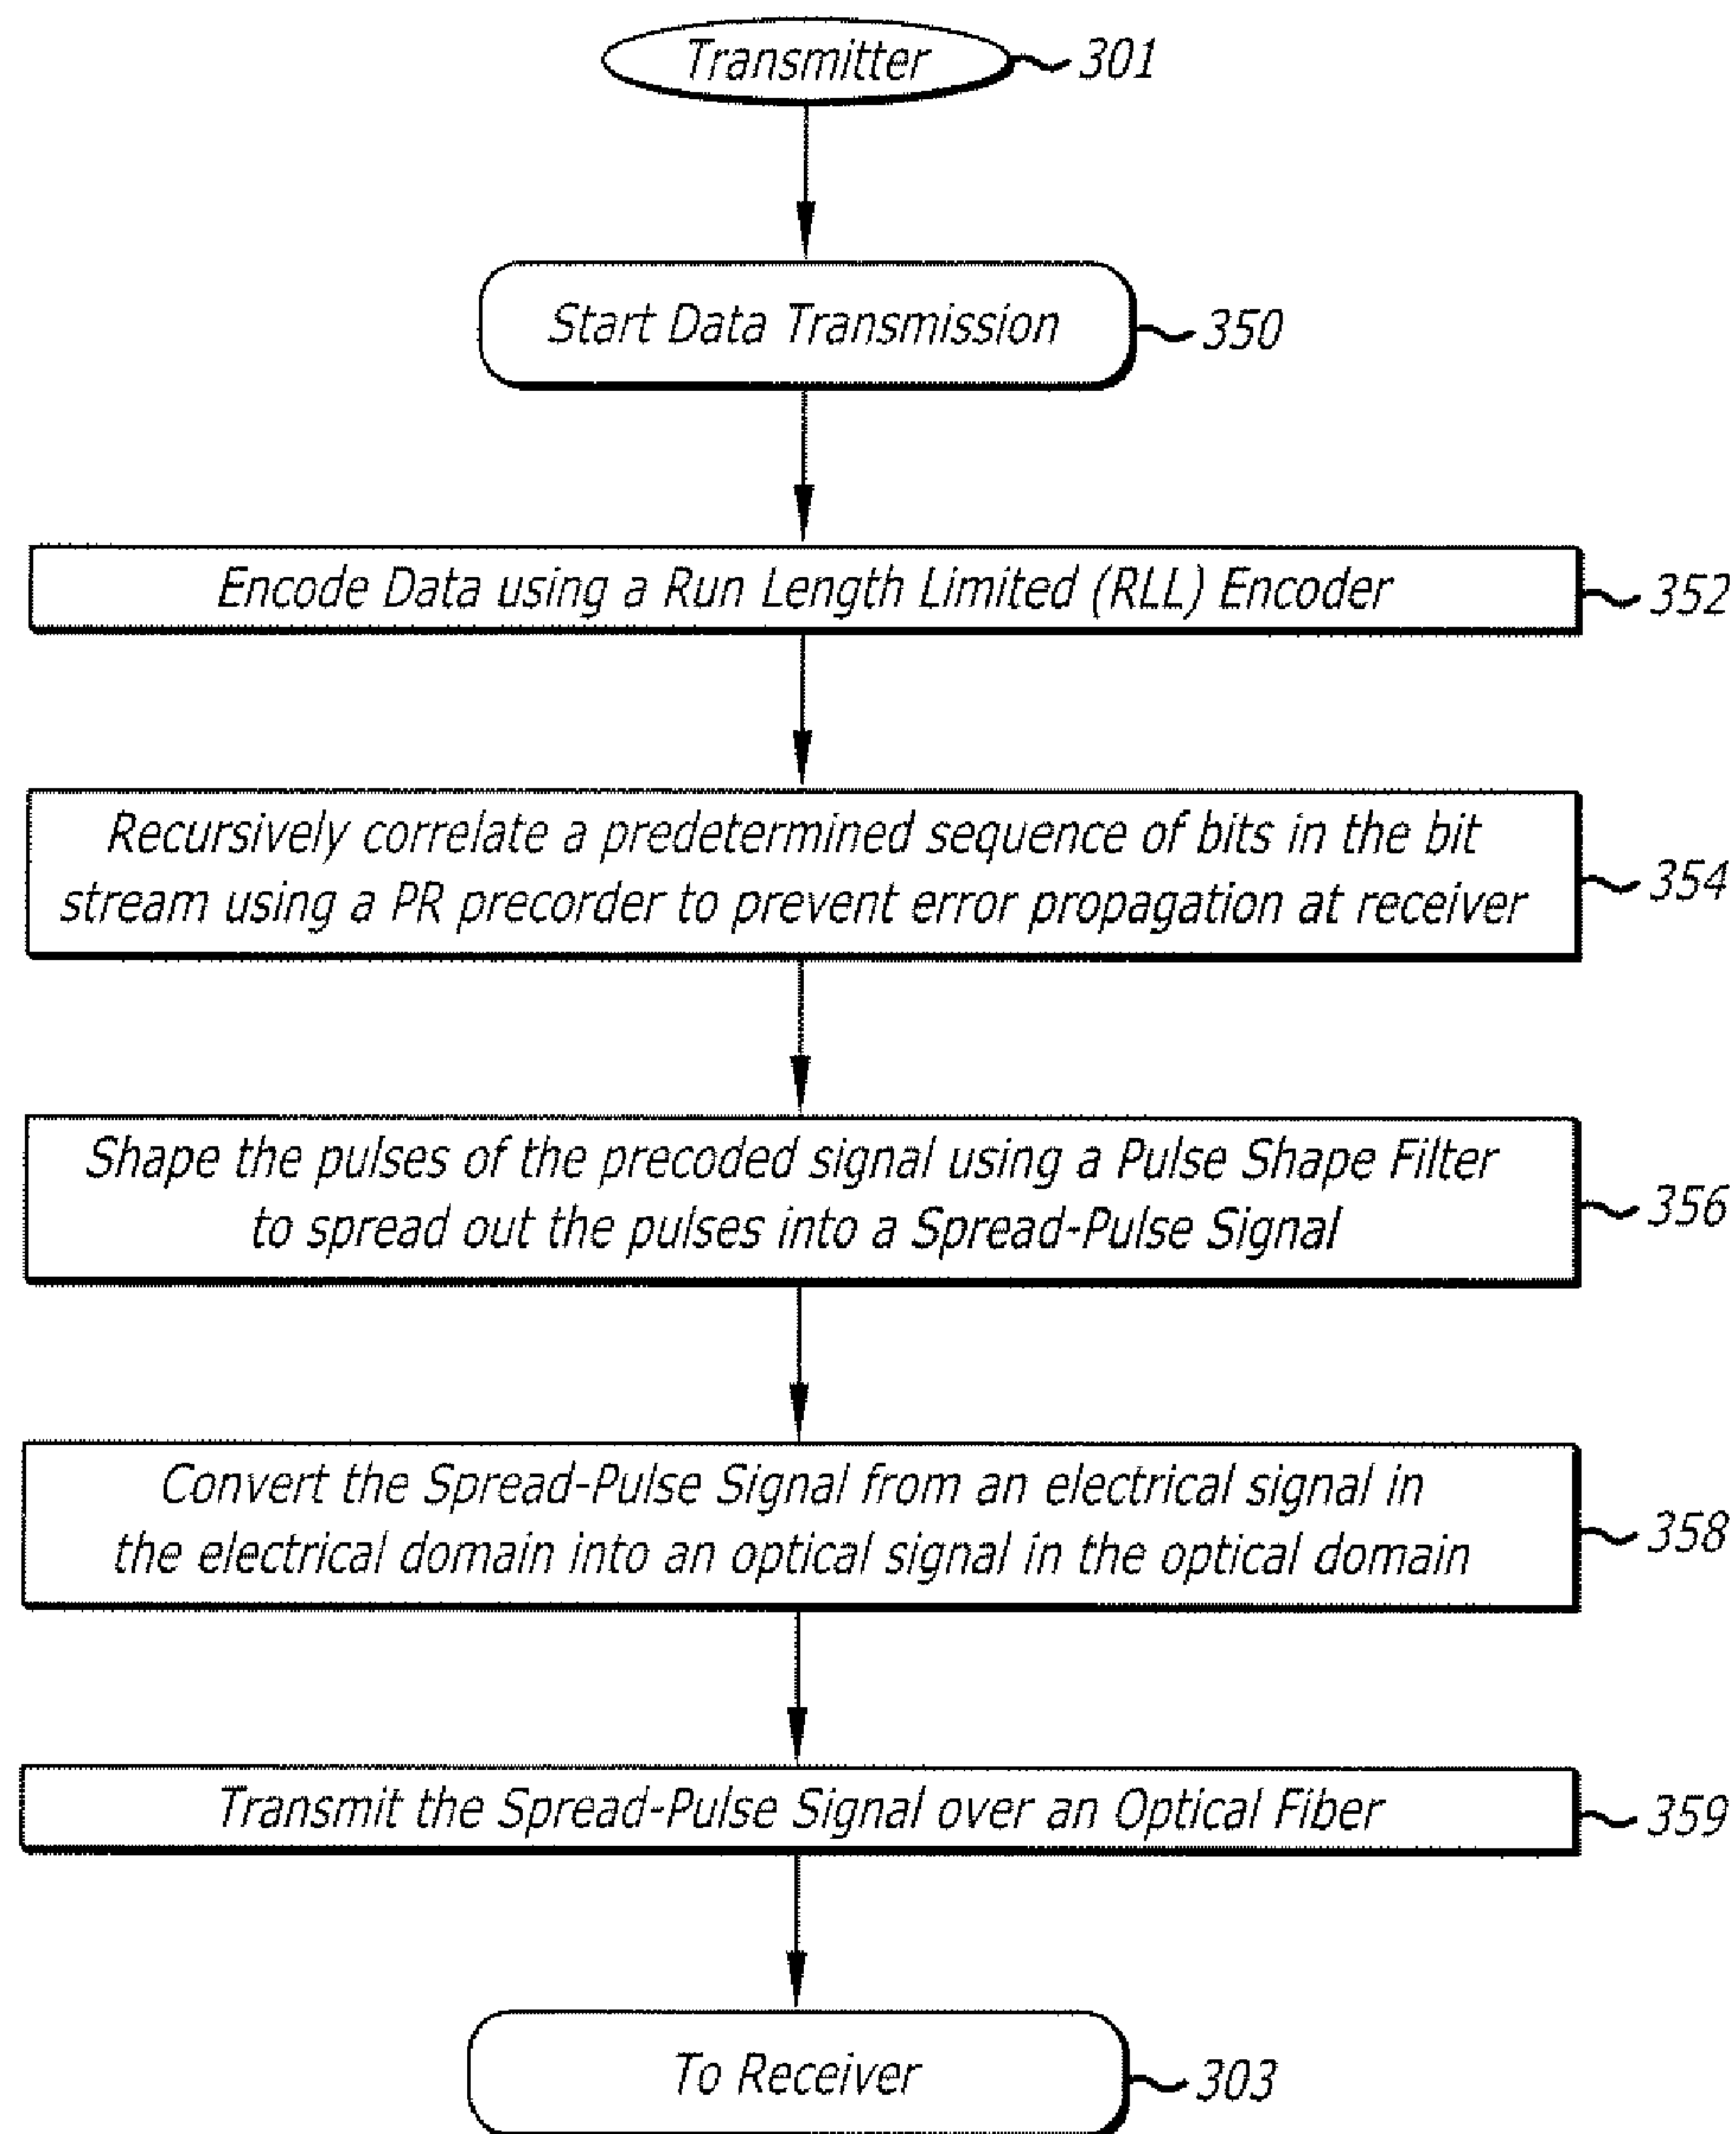 Transmitter 301
Start Data Transmission 350
Encode Data using a Run Length Limited (RLL) Encoder 352
Recursively correlate a predetermined sequence of bits in the bit
stream using a PR precorder to prevent error propagation at receiver
354
Shape the pulses of the precoded signal using a Pulse Shape Filter
to spread out the pulses into a Spread-Pulse Signal
356
Convert the Spread-Pulse Signal from an electrical signal in
the electrical domain into an optical signal in the optical domain
358
Transmit the Spread-Pulse Signal over an Optical Fiber 359
To Receiver 303